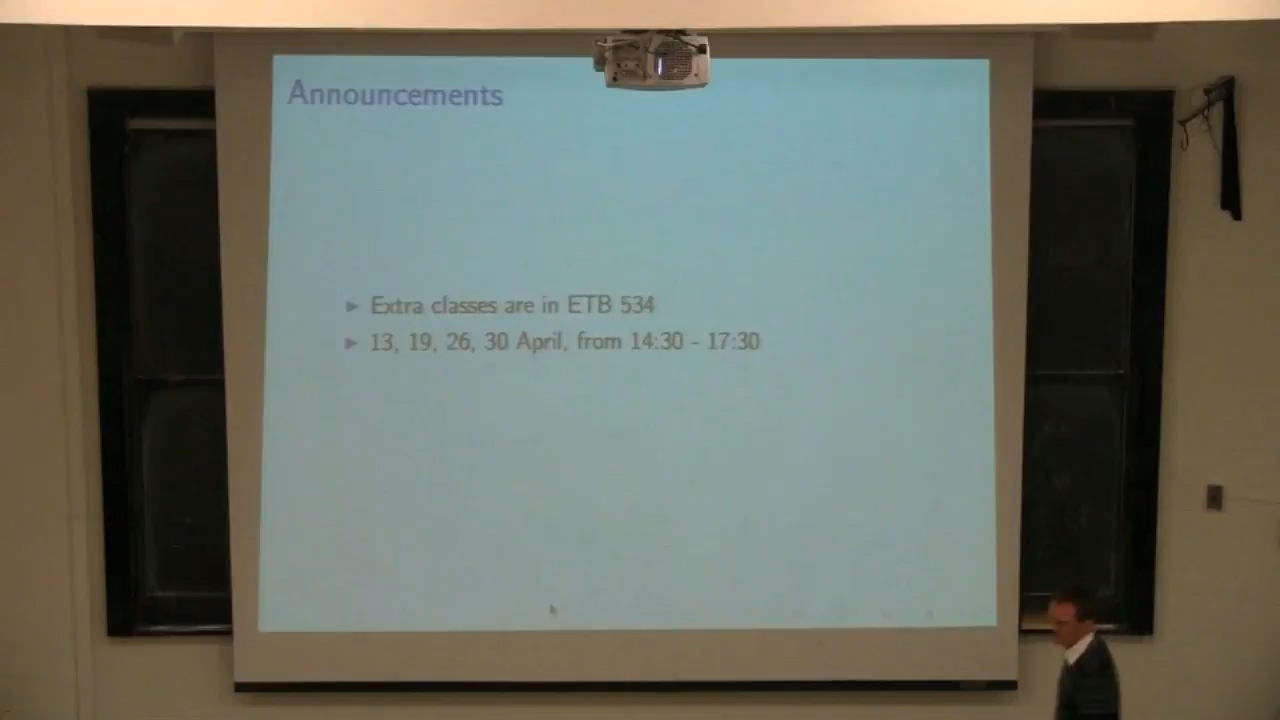 Announcements
► Extra classes are in ETB 534
► 13, 19, 26, 30 April, from 14:30 - 17:30